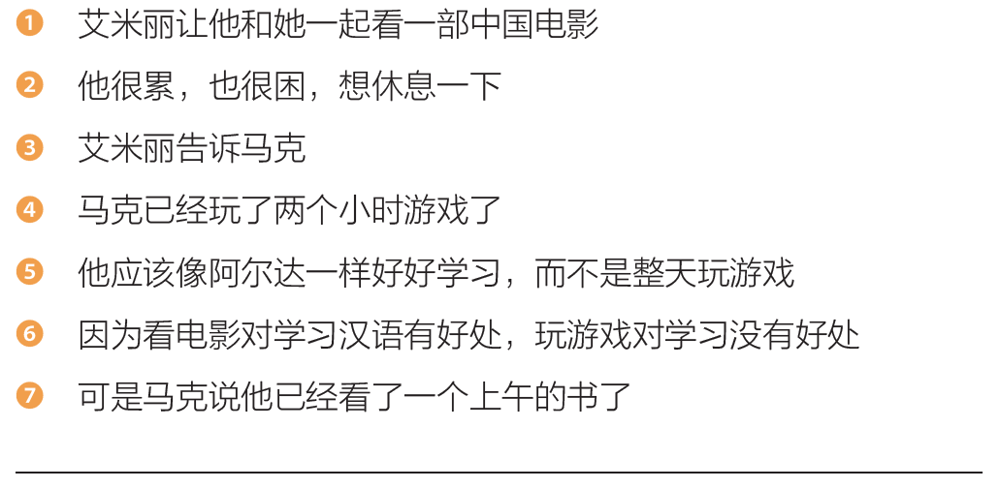 1 艾米丽让他和她一起看一部中国电影
2 他很累，也很困，想休息一下
3 艾米丽告诉马克
4 马克已经玩了两个小时游戏了
5 他应该像阿尔达一样好好学习，而不是整天玩游戏
6 因为看电影对学习汉语有好处，玩游戏对学习没有好处
7 可是马克说他已经看了一个上午的书了